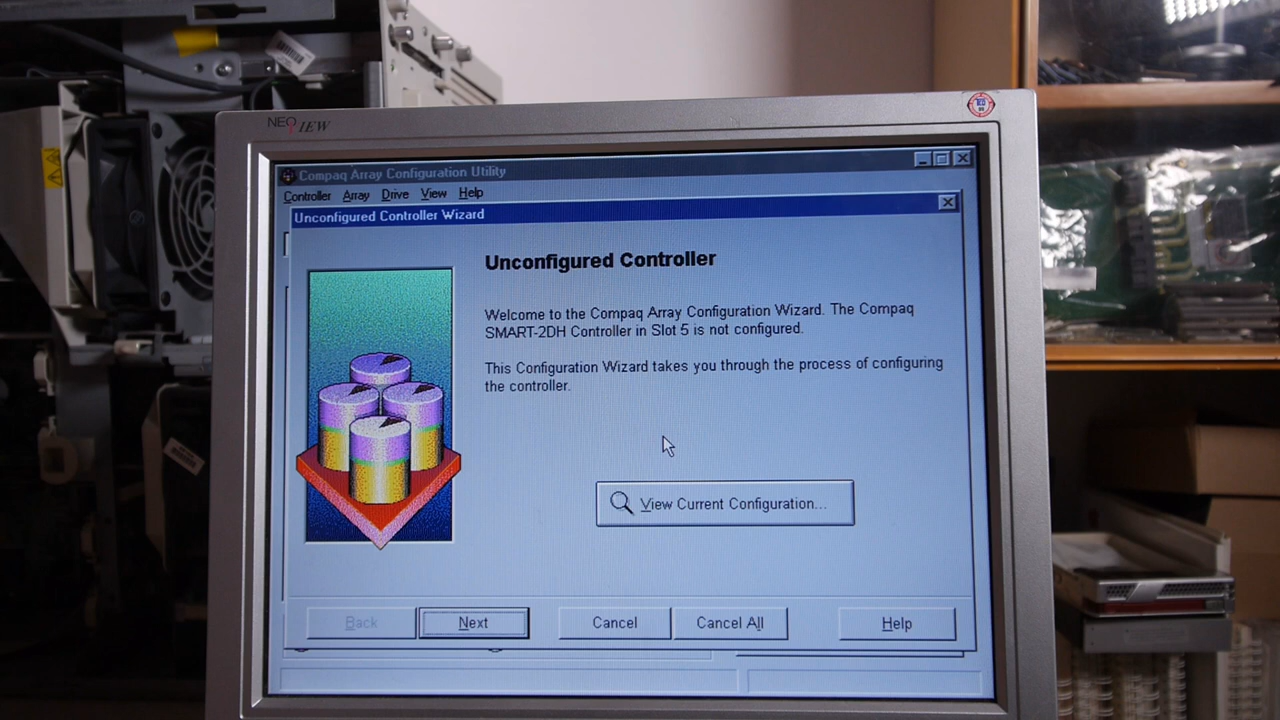 NEOVIEW
Compaq Array Configuration Utility
Controller Array Drive View Help
Unconfigured Controller Wizard
Unconfigured Controller
Welcome to the Compaq Array Configuration Wizard. The Compaq
SMART-2DH Controller in Slot 5 is not configured.
This Configuration Wizard takes you through the process of configuring
the controller.
View Current Configuration...
Back Next Cancel Cancel All Help